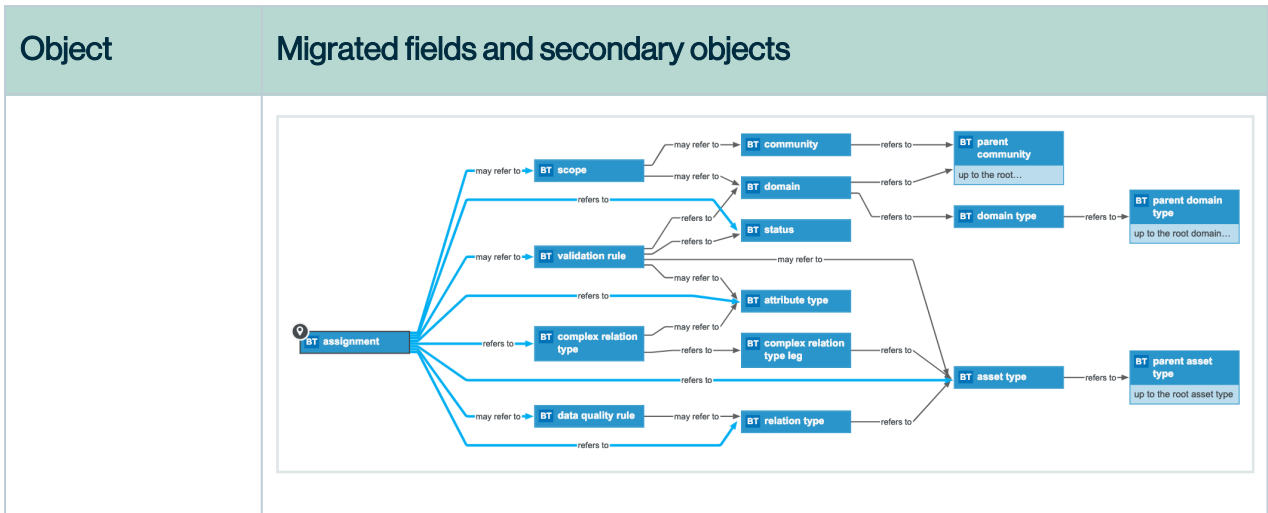 Object
Migrated fields and secondary objects
may refer to
BT community
refers to
BT parent
community
up to the root...
may refer to
BT scope
may refer to
BT domain
refers to
refers to
BT domain type
refers to
BT parent domain
type
up to the root domain...
refers to
refers to
refers to
BT status
may refer to
BT validation rule
may refer to
may refer to
refers to
BT attribute type
BT assignment
may refer to
refers to
BT complex relation
type
refers to
BT complex relation
type leg
refers to
refers to
BT asset type
refers to
BT parent asset
type
up to the root asset type
may refer to
BT data quality rule
may refer to
BT relation type
refers to
refers to